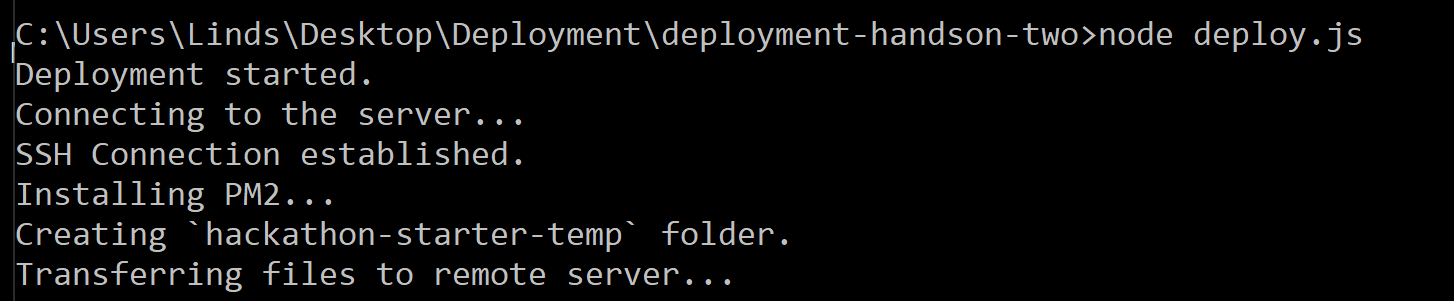 C:\Users\Linds\Desktop\Deployment\deployment-handson-two>node deploy.js
Deployment started.
Connecting to the server...
SSH Connection established.
Installing PM2...
Creating `hackathon-starter-temp` folder.
Transferring files to remote server...